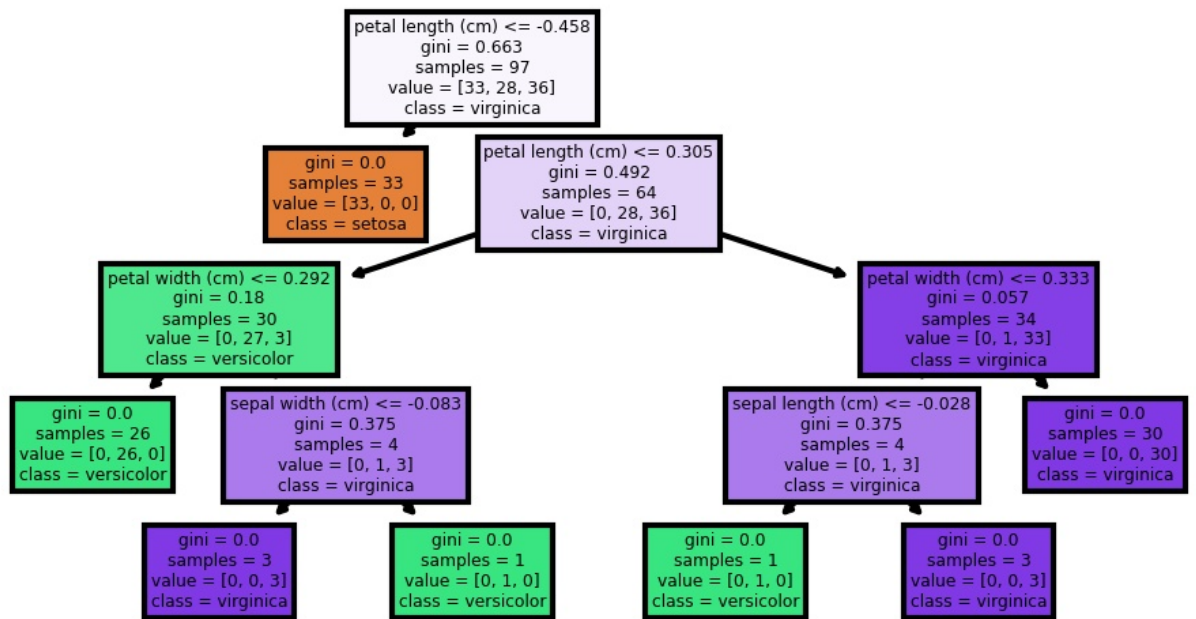 petal length (cm) <= -0.458
gini = 0.663
samples = 97
value = [33, 28, 36]
class = virginica
gini = 0.0
samples = 33
value = [33, 0, 0]
class = setosa
petal length (cm) <= 0.305
gini = 0.492
samples = 64
value = [0, 28, 36]
class = virginica
petal width (cm) <= 0.292
gini = 0.18
samples = 30
value = [0, 27, 3]
class = versicolor
petal width (cm) <= 0.333
gini = 0.057
samples = 34
value = [0, 1, 33]
class = virginica
gini = 0.0
samples = 26
value = [0, 26, 0]
class = versicolor
sepal width (cm) <= -0.083
gini = 0.375
samples = 4
value = [0, 1, 3]
class = virginica
sepal length (cm) <= -0.028
gini = 0.375
samples = 4
value = [0, 1, 3]
class = virginica
gini = 0.0
samples = 30
value = [0, 0, 30]
class = virginica
gini = 0.0
samples = 3
value = [0, 0, 3]
class = virginica
gini = 0.0
samples = 1
value = [0, 1, 0]
class = versicolor
gini = 0.0
samples = 1
value = [0, 1, 0]
class = versicolor
gini = 0.0
samples = 3
value = [0, 0, 3]
class = virginica